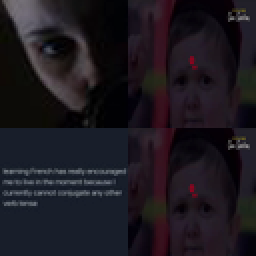 learning French has really encouraged
me to live in the moment because I
currently cannot conjugate any other
verb tense